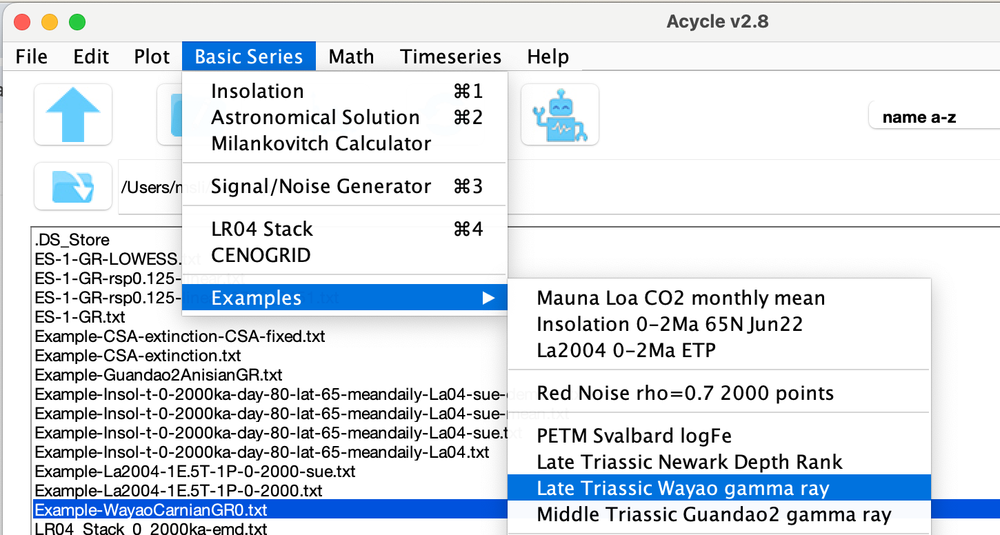 Acycle v2.8
File Edit Plot Basic Series Math Timeseries Help
Insolation ⌘1
Astronomical Solution ⌘2
Milankovitch Calculator
name a-z
/Users/
Signal/Noise Generator ⌘3
LR04 Stack ⌘4
CENOGRID
Examples
Mauna Loa CO2 monthly mean
Insolation 0-2Ma 65N Jun22
La2004 0-2Ma ETP
Red Noise rho=0.7 2000 points
PETM Svalbard logFe
Late Triassic Newark Depth Rank
Late Triassic Wayao gamma ray
Middle Triassic Guandao2 gamma ray
.DS_Store
ES-1-GR-LOWESS.txt
ES-1-GR-rsp0.125-linear.txt
ES-1-GR-rsp0.125-
ES-1-GR.txt
Example-CSA-extinction-CSA-fixed.txt
Example-CSA-extinction.txt
Example-Guandao2AnisianGR.txt
Example-Insol-t-0-2000ka-day-80-lat-65-meandaily-La04-sue-
Example-Insol-t-0-2000ka-day-80-lat-65-meandaily-La04-sue-mean.txt
Example-Insol-t-0-2000ka-day-80-lat-65-meandaily-La04-sue.txt
Example-Insol-t-0-2000ka-day-80-lat-65-meandaily-La04.txt
Example-La2004-1E.5T-1P-0-2000-sue.txt
Example-La2004-1E.5T-1P-0-2000.txt
Example-WayaoCarnianGR0.txt
LR04_Stack_0_2000ka-emd.txt